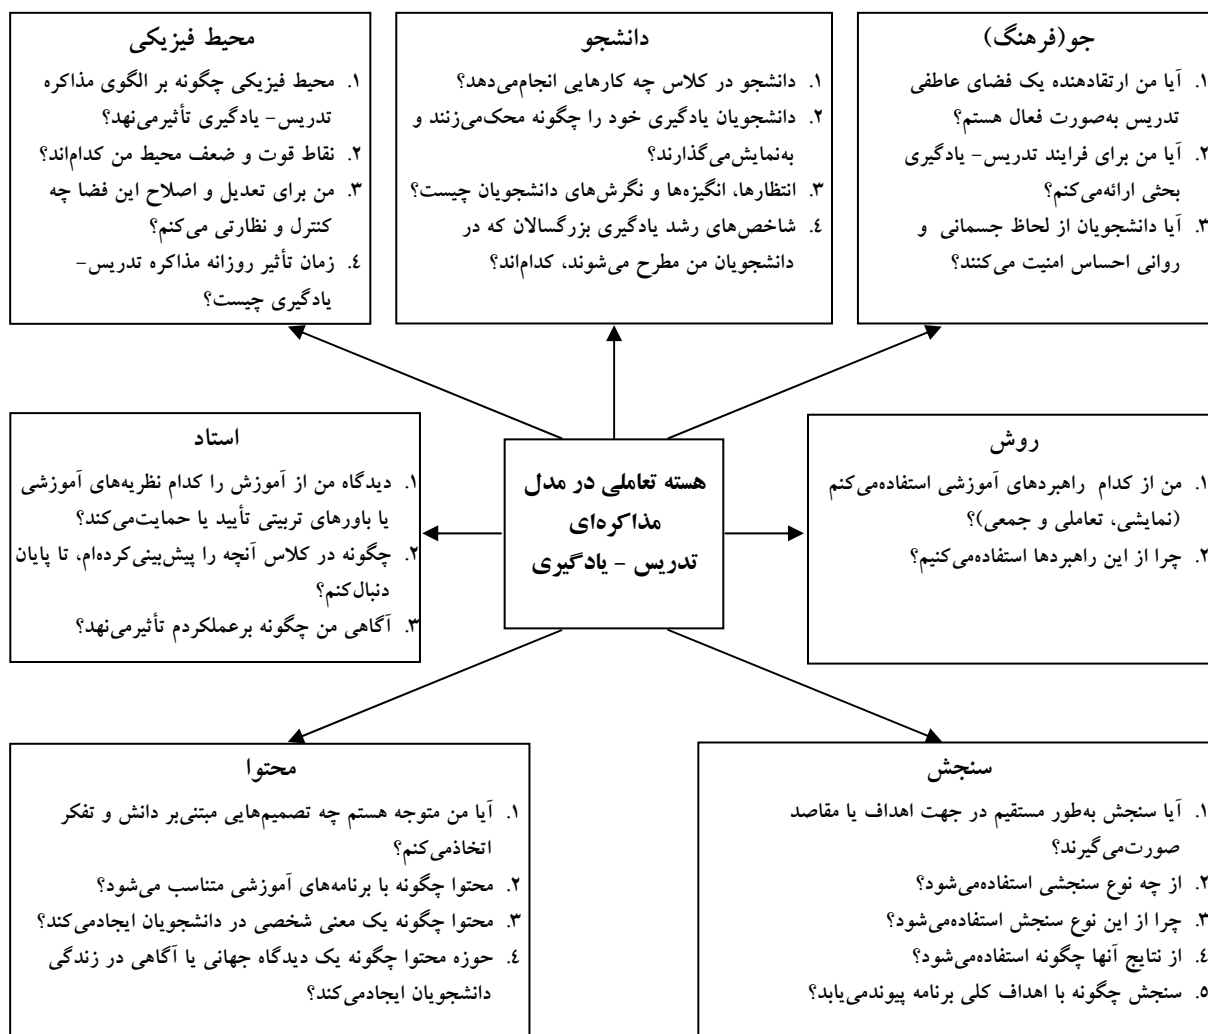 جو(فرهنگ)
۱. آیا من ارتقادهنده یک فضای عاطفی
تدریس به‌صورت فعال هستم؟
۲. آیا من برای فرایند تدریس- یادگیری
بحثی ارائه‌می‌کنم؟
۳. آیا دانشجویان از لحاظ جسمانی و
روانی احساس امنیت می‌کنند؟
دانشجو
۱. دانشجو در کلاس چه کارهایی انجام‌می‌دهد؟
۲. دانشجویان یادگیری خود را چگونه محک‌می‌زنند و
به‌نمایش‌می‌گذارند؟
۳. انتظارها، انگیزه‌ها و نگرش‌های دانشجویان چیست؟
٤. شاخص‌های رشد یادگیری بزرگسالان که در
دانشجویان من مطرح می‌شوند، کدام‌اند؟
محیط فیزیکی
۱. محیط فیزیکی چگونه بر الگوی مذاکره
تدریس- یادگیری تأثیرمی‌نهد؟
۲. نقاط قوت و ضعف محیط من کدام‌اند؟
۳. من برای تعدیل و اصلاح این فضا چه
کنترل و نظارتی می‌کنم؟
٤. زمان تأثیر روزانه مذاکره تدریس-
یادگیری چیست؟
روش
۱. من از کدام راهبردهای آموزشی استفاده‌می‌کنم
(نمایشی، تعاملی و جمعی)؟
۲. چرا از این راهبردها استفاده‌می‌کنیم؟
هسته تعاملی در مدل
مذاکره‌ای
تدریس - یادگیری
استاد
۱. دیدگاه من از آموزش را کدام نظریه‌های آموزشی
یا باورهای تربیتی تأیید یا حمایت‌می‌کند؟
۲. چگونه در کلاس آنچه را پیش‌بینی‌کرده‌ام، تا پایان
دنبال‌کنم؟
۳. آگاهی من چگونه برعملکردم تأثیرمی‌نهد؟
سنجش
۱. آیا سنجش به‌طور مستقیم در جهت اهداف یا مقاصد
صورت‌می‌گیرند؟
۲. از چه نوع سنجشی استفاده‌می‌شود؟
۳. چرا از این نوع سنجش استفاده‌می‌شود؟
٤. از نتایج آنها چگونه استفاده‌می‌شود؟
٥. سنجش چگونه با اهداف کلی برنامه پیوندمی‌یابد؟
محتوا
۱. آیا من متوجه هستم چه تصمیم‌هایی مبتنی‌بر دانش و تفکر
اتخاذمی‌کنم؟
۲. محتوا چگونه با برنامه‌های آموزشی متناسب می‌شود؟
۳. محتوا چگونه یک معنی شخصی در دانشجویان ایجادمی‌کند؟
٤. حوزه محتوا چگونه یک دیدگاه جهانی یا آگاهی در زندگی
دانشجویان ایجادمی‌کند؟